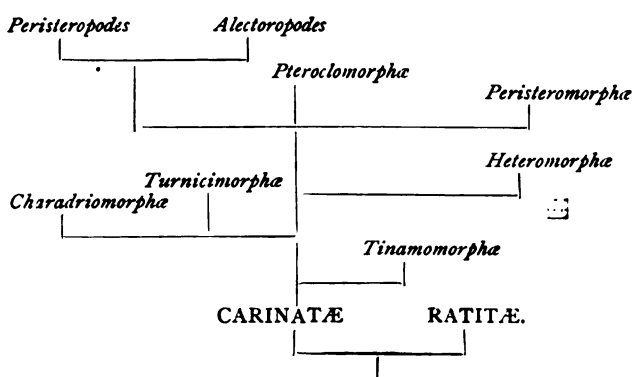 Peristeropodes Alectoropodes
Pteroclomorphæ
Peristeromorphæ
Heteromorphæ
Turnicimorphæ
Charadriomorphæ
Tinamomorphæ
CARINATÆ RATITÆ.